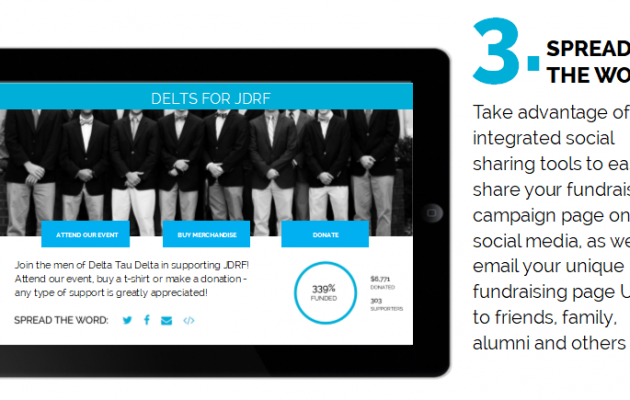 DELTS FOR JDRF
ATTEND OUR EVENT
BUY MERCHANDISE
DONATE
Join the men of Delta Tau Delta in supporting JDRF!
Attend our event, buy a t-shirt or make a donation -
any type of support is greatly appreciated!
SPREAD THE WORD:
339%
FUNDED
$6,771
DONATED
303
SUPPORTERS
3.
SPREAD
THE WO
Take advantage of
integrated social
sharing tools to ea
share your fundrais
campaign page on
social media, as we
email your unique
fundraising page U
to friends, family,
alumni and others